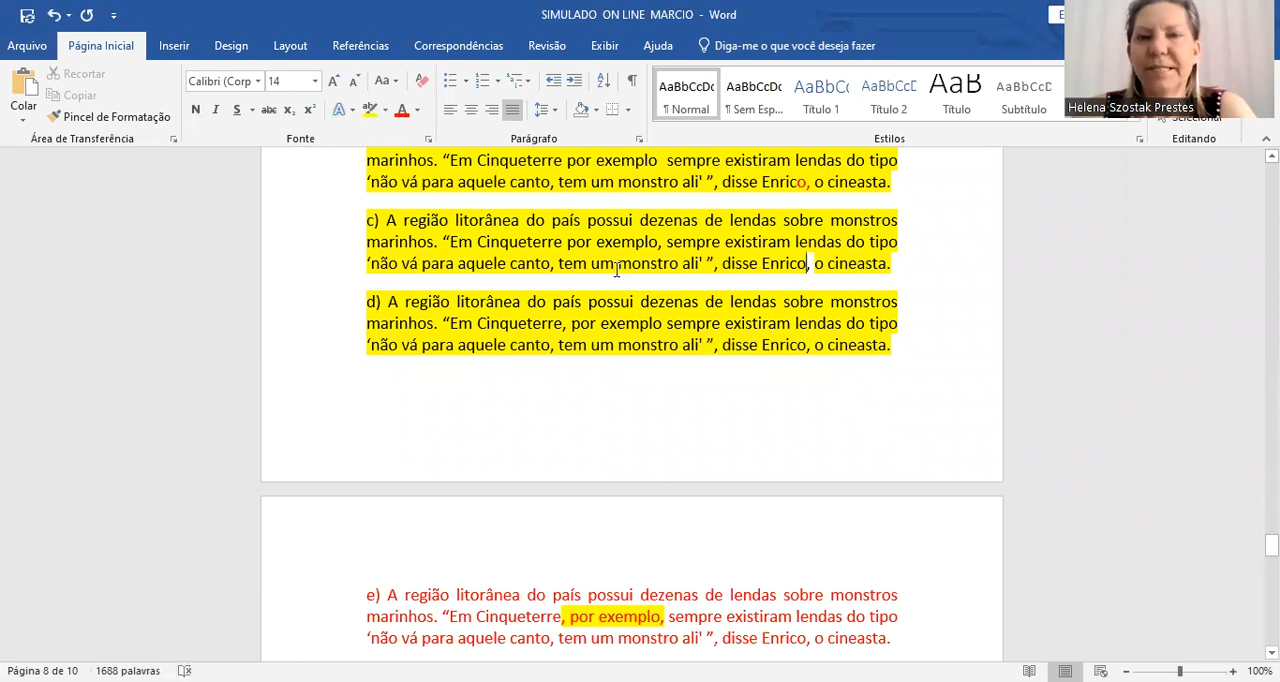 SIMULADO ON LINE MARCIO - Word
Arquivo Página Inicial Inserir Design Layout Referências Correspondências Revisão Exibir Ajuda Diga-me o que você deseja fazer
Colar
Recortar
Copiar
Pincel de Formatação
Área de Transferência
Calibri (Corp 14
N I S abc x₂ x²
Fonte
Parágrafo
AaBbCcDc AaBbCcDc AaBbCc AaBbCcD AaB AaBbCcD
¶ Normal ¶ Sem Esp... Título 1 Título 2 Título Subtítulo
Estilos
Helena Szostak Prestes
Selecionar
Editando
marinhos. “Em Cinqueterre por exemplo sempre existiram lendas do tipo
‘não vá para aquele canto, tem um monstro ali' ”, disse Enrico, o cineasta.
c) A região litorânea do país possui dezenas de lendas sobre monstros
marinhos. “Em Cinqueterre por exemplo, sempre existiram lendas do tipo
‘não vá para aquele canto, tem um monstro ali' ”, disse Enrico, o cineasta.
d) A região litorânea do país possui dezenas de lendas sobre monstros
marinhos. “Em Cinqueterre, por exemplo sempre existiram lendas do tipo
‘não vá para aquele canto, tem um monstro ali' ”, disse Enrico, o cineasta.
e) A região litorânea do país possui dezenas de lendas sobre monstros
marinhos. “Em Cinqueterre, por exemplo, sempre existiram lendas do tipo
‘não vá para aquele canto, tem um monstro ali' ”, disse Enrico, o cineasta.
Página 8 de 10 1688 palavras
100%